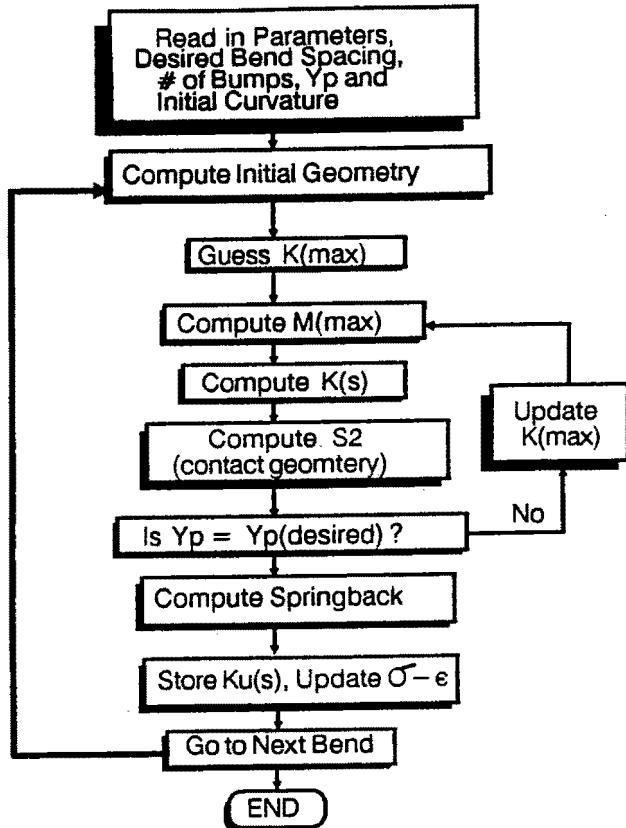 Read in Parameters,
Desired Bend Spacing,
# of Bumps, Yp and
Initial Curvature
Compute Initial Geometry
Guess K(max)
Compute M(max)
Compute K(s)
Compute S2
(contact geomtery)
Update
K(max)
Is Yp = Yp(desired) ?
No
Compute Springback
Store Ku(s), Update σ-ϵ
Go to Next Bend
END